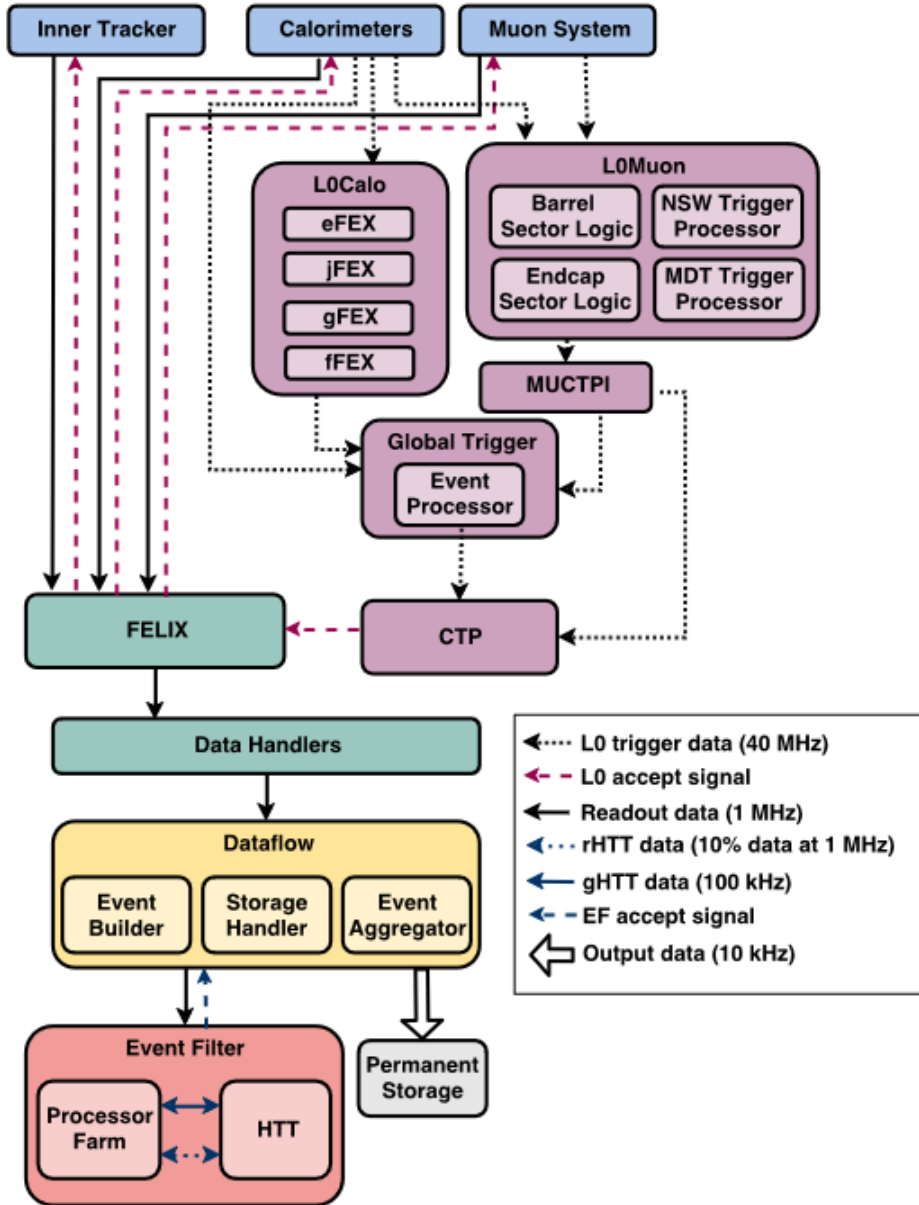 Inner Tracker
Calorimeters
Muon System
L0Calo
eFEX
jFEX
gFEX
fFEX
L0Muon
Barrel
Sector Logic
NSW Trigger
Processor
Endcap
Sector Logic
MDT Trigger
Processor
MUCTPI
Global Trigger
Event
Processor
FELIX
CTP
Data Handlers
Dataflow
Event
Builder
Storage
Handler
Event
Aggregator
Event Filter
Processor
Farm
HTT
Permanent
Storage
L0 trigger data (40 MHz)
L0 accept signal
Readout data (1 MHz)
rHTT data (10% data at 1 MHz)
gHTT data (100 kHz)
EF accept signal
Output data (10 kHz)